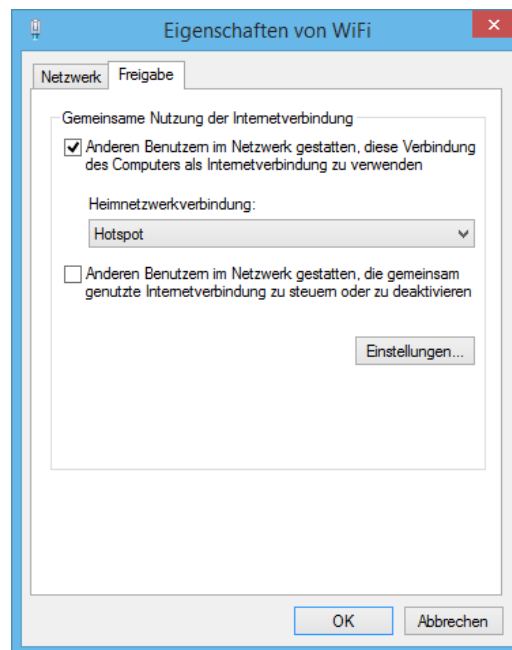 Eigenschaften von WiFi
Netzwerk
Freigabe
Gemeinsame Nutzung der Internetverbindung
Anderen Benutzern im Netzwerk gestatten, diese Verbindung
des Computers als Internetverbindung zu verwenden
Heimnetzwerkverbindung:
Hotspot
Anderen Benutzern im Netzwerk gestatten, die gemeinsam
genutzte Internetverbindung zu steuern oder zu deaktivieren
Einstellungen...
OK
Abbrechen